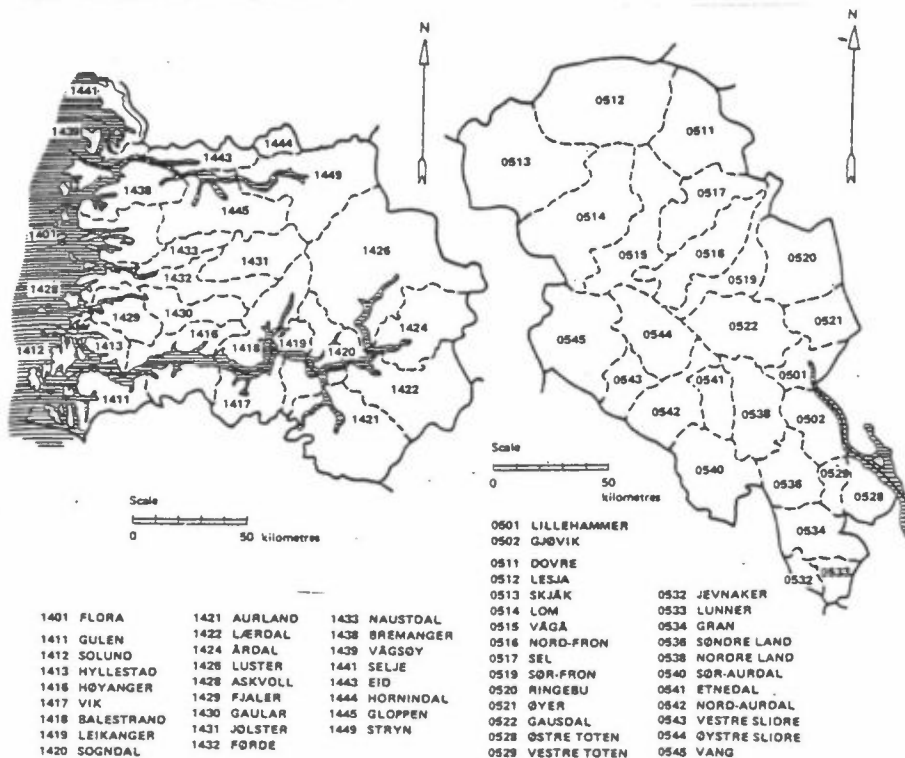 N
N
1441
1439
1443
1444
1449
1438
1445
1401
1433
1431
1426
1432
1428
1429
1430
1424
1412
1413
1416
1418
1419
1420
1422
1411
1417
1421
Scale
0 50 kilometres
0512
0511
0513
0517
0514
0515
0516
0520
0519
0521
0545
0544
0522
0543
0541
0501
0542
0538
0502
0540
0529
0536
0528
0534
0532
0533
Scale
0 50
kilometres
1401 FLORA
1411 GULEN
1412 SOLUND
1413 HYLLESTAD
1416 HØYANGER
1417 VIK
1418 BALESTRAND
1419 LEIKANGER
1420 SOGNDAL
1421 AURLAND
1422 LÆRDAL
1424 ÅRDAL
1426 LUSTER
1428 ASKVOLL
1429 FJALER
1430 GAULAR
1431 JØLSTER
1432 FØRDE
1433 NAUSTDAL
1438 BREMANGER
1439 VÅGSØY
1441 SELJE
1443 EID
1444 HORNINDAL
1445 GLOPPEN
1449 STRYN
0501 LILLEHAMMER
0502 GJØVIK
0511 DOVRE
0512 LESJA
0513 SKJÅK
0514 LOM
0515 VÅGÅ
0516 NORD-FRON
0517 SEL
0519 SØR-FRON
0520 RINGEBU
0521 ØYER
0522 GAUSDAL
0528 ØSTRE TOTEN
0529 VESTRE TOTEN
0532 JEVNAKER
0533 LUNNER
0534 GRAN
0536 SØNDRE LAND
0538 NORDRE LAND
0540 SØR-AURDAL
0541 ETNEDAL
0542 NORD-AURDAL
0543 VESTRE SLIDRE
0544 ØYSTRE SLIDRE
0545 VANG